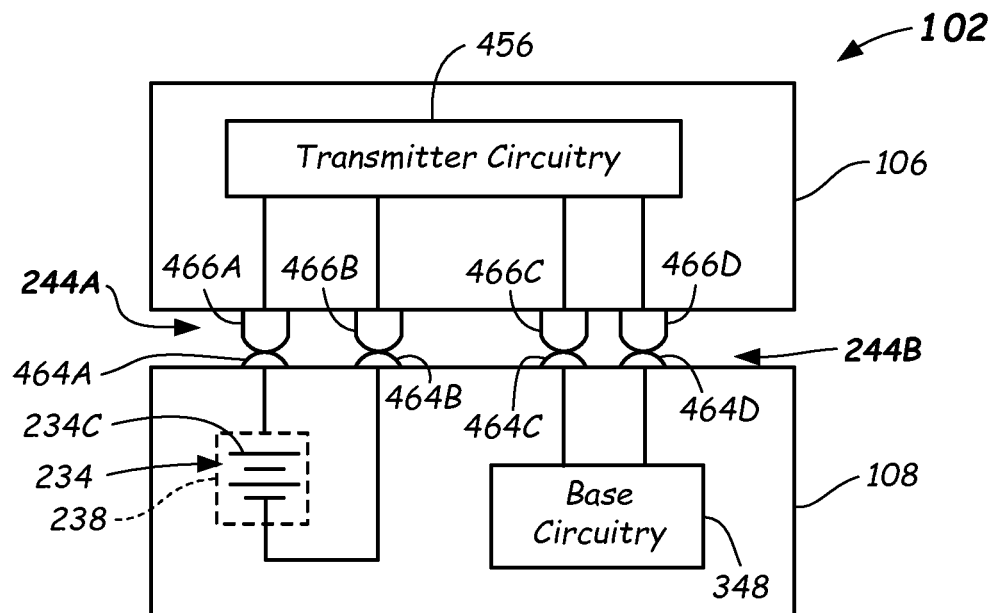 102
456
Transmitter Circuitry
106
466A
466B
466C
466D
244A
244B
464A
464B
464C
464D
234C
234
238
Base
Circuitry
108
348